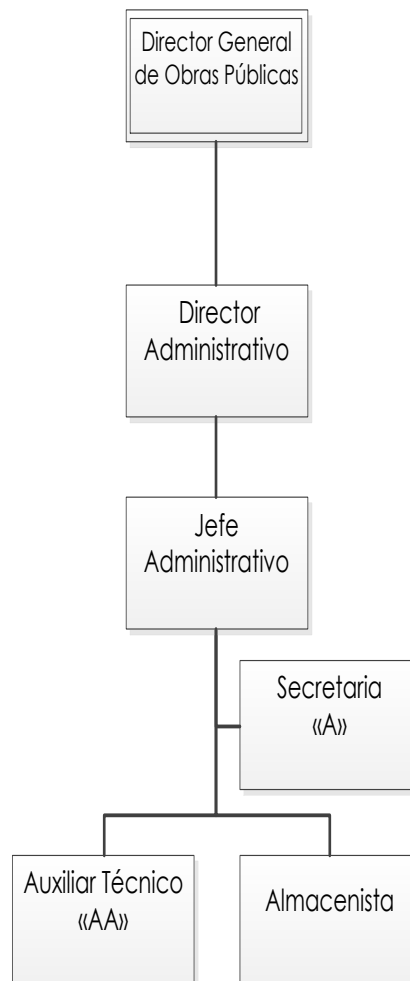 Director General
de Obras Públicas
Director
Administrativo
Jefe
Administrativo
Secretaria
«A»
Auxiliar Técnico
«AA»
Almacenista